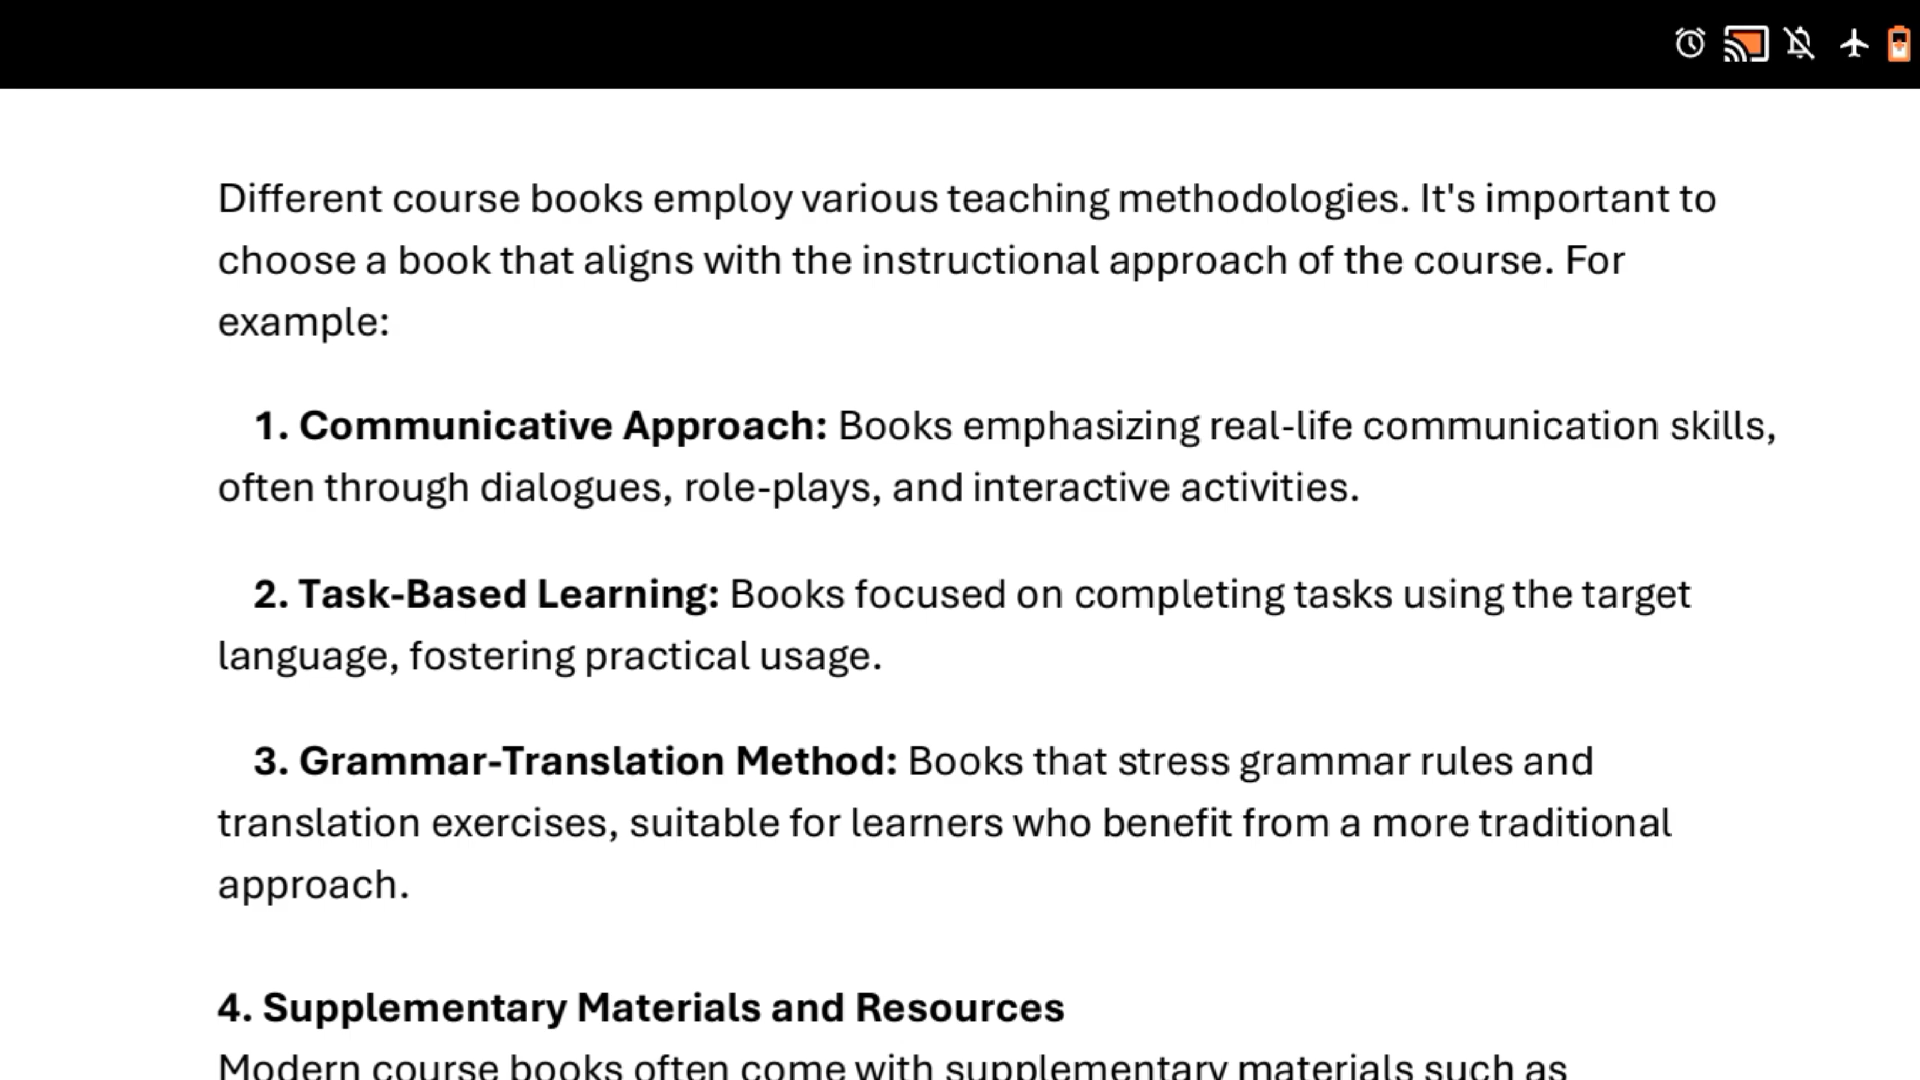 Different course books employ various teaching methodologies. It's important to
choose a book that aligns with the instructional approach of the course. For
example:
1. Communicative Approach: Books emphasizing real-life communication skills,
often through dialogues, role-plays, and interactive activities.
2. Task-Based Learning: Books focused on completing tasks using the target
language, fostering practical usage.
3. Grammar-Translation Method: Books that stress grammar rules and
translation exercises, suitable for learners who benefit from a more traditional
approach.
4. Supplementary Materials and Resources
Modern course books often come with supplementary materials such as